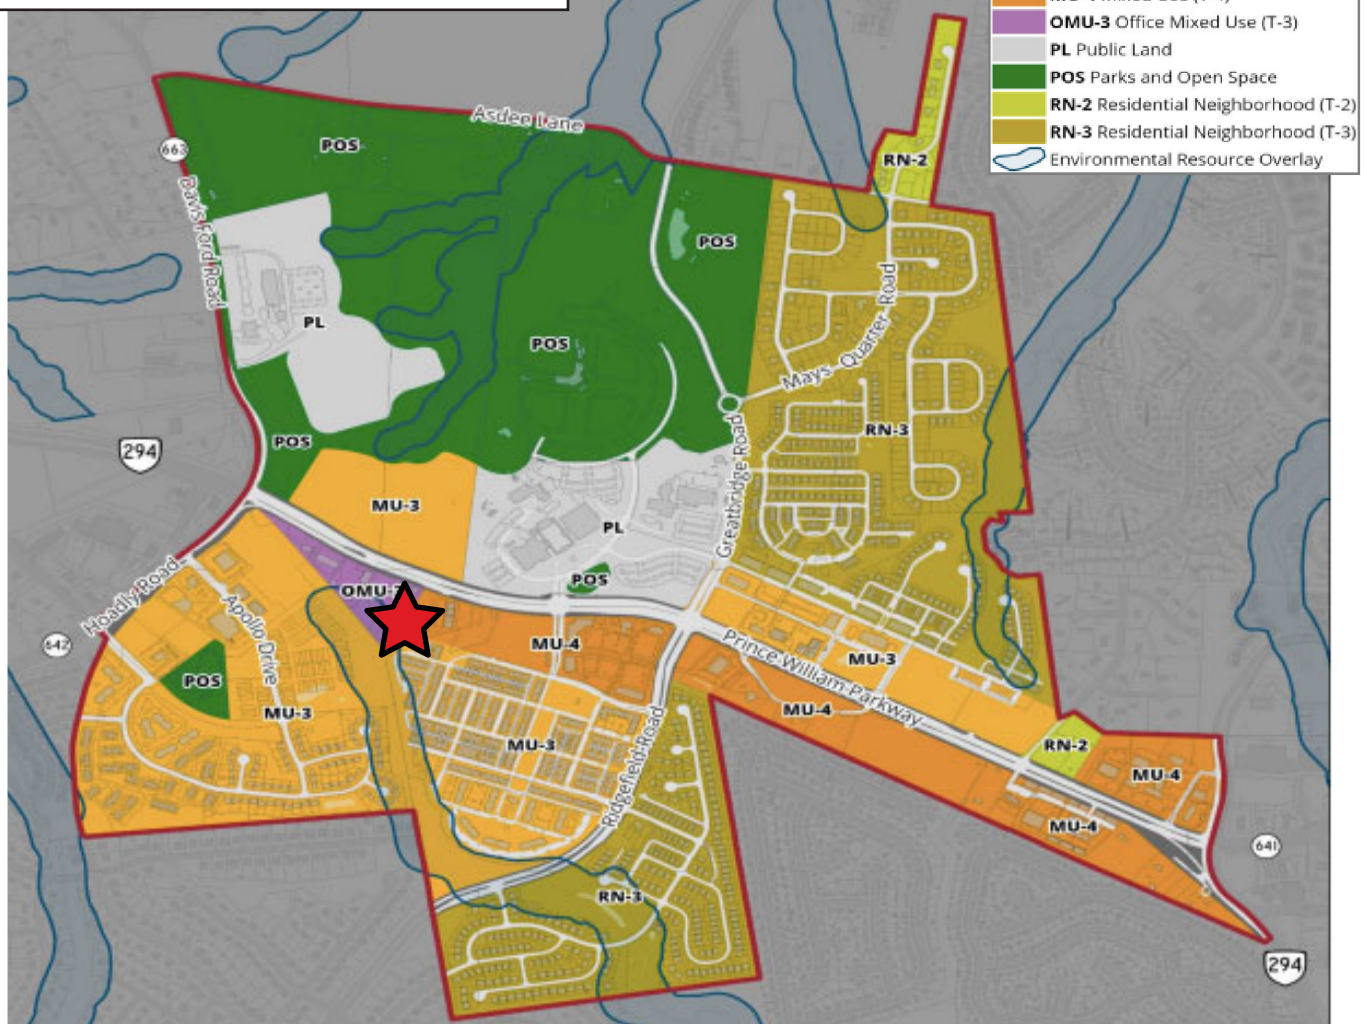 OMU-3 Office Mixed Use (T-3)
PL Public Land
POS Parks and Open Space
RN-2 Residential Neighborhood (T-2)
RN-3 Residential Neighborhood (T-3)
Environmental Resource Overlay
Asden Lane
POS
663
RN-2
Davis Ford Road
POS
Mays Quarter Road
PL
POS
RN-3
POS
294
Greatbridge Road
MU-3
PL
POS
OMU-
Hoadly Road
Apollo Drive
642
MU-4
Prince William Parkway
MU-3
POS
MU-3
MU-4
MU-3
Ridgefield Road
RN-2
MU-4
MU-4
641
RN-3
294